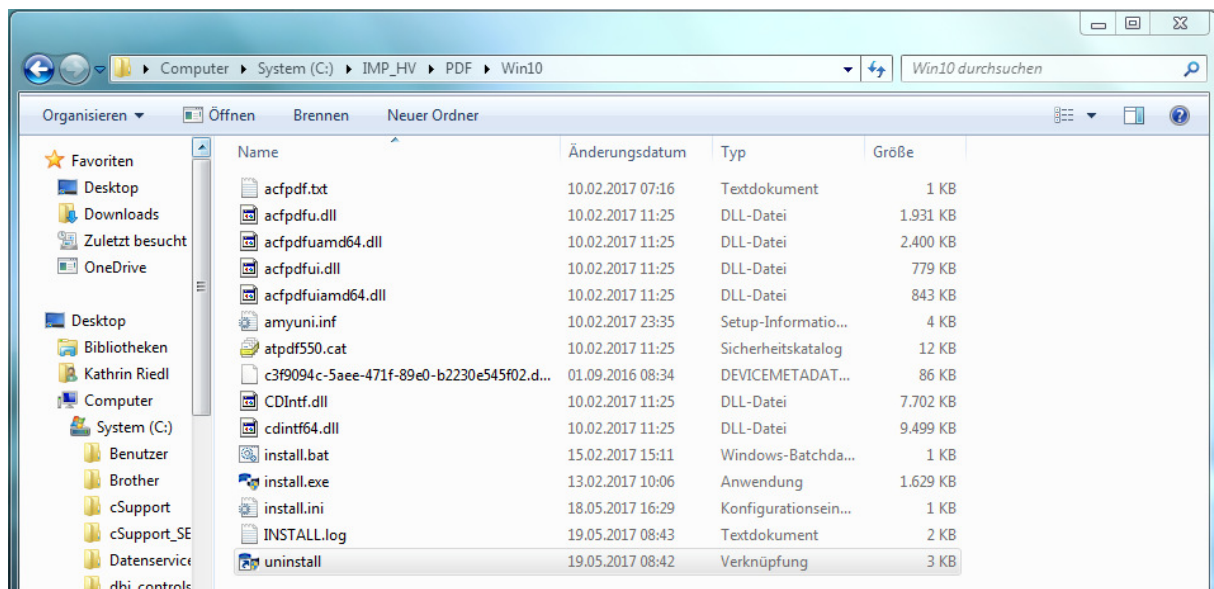 Computer System (C:) IMP_HV PDF Win10 Win10 durchsuchen
Organisieren Öffnen Brennen Neuer Ordner
Favoriten
Desktop
Downloads
Zuletzt besucht
OneDrive
Desktop
Bibliotheken
Kathrin Riedl
Computer
System (C:)
Benutzer
Brother
cSupport
cSupport_SE
Datenservice
dbi_controls
Name Änderungsdatum Typ Größe
acfpdf.txt 10.02.2017 07:16 Textdokument 1 KB
acfpdfu.dll 10.02.2017 11:25 DLL-Datei 1.931 KB
acfpdfuamd64.dll 10.02.2017 11:25 DLL-Datei 2.400 KB
acfpdfui.dll 10.02.2017 11:25 DLL-Datei 779 KB
acfpdfuiamd64.dll 10.02.2017 11:25 DLL-Datei 843 KB
amyuni.inf 10.02.2017 23:35 Setup-Informatio... 4 KB
atpdf550.cat 10.02.2017 11:25 Sicherheitskatalog 12 KB
c3f9094c-5aee-471f-89e0-b2230e545f02.d... 01.09.2016 08:34 DEVICEMETADAT... 86 KB
CDIntf.dll 10.02.2017 11:25 DLL-Datei 7.702 KB
cdintf64.dll 10.02.2017 11:25 DLL-Datei 9.499 KB
install.bat 15.02.2017 15:11 Windows-Batchda... 1 KB
install.exe 13.02.2017 10:06 Anwendung 1.629 KB
install.ini 18.05.2017 16:29 Konfigurationsein... 1 KB
INSTALL.log 19.05.2017 08:43 Textdokument 2 KB
uninstall 19.05.2017 08:42 Verknüpfung 3 KB